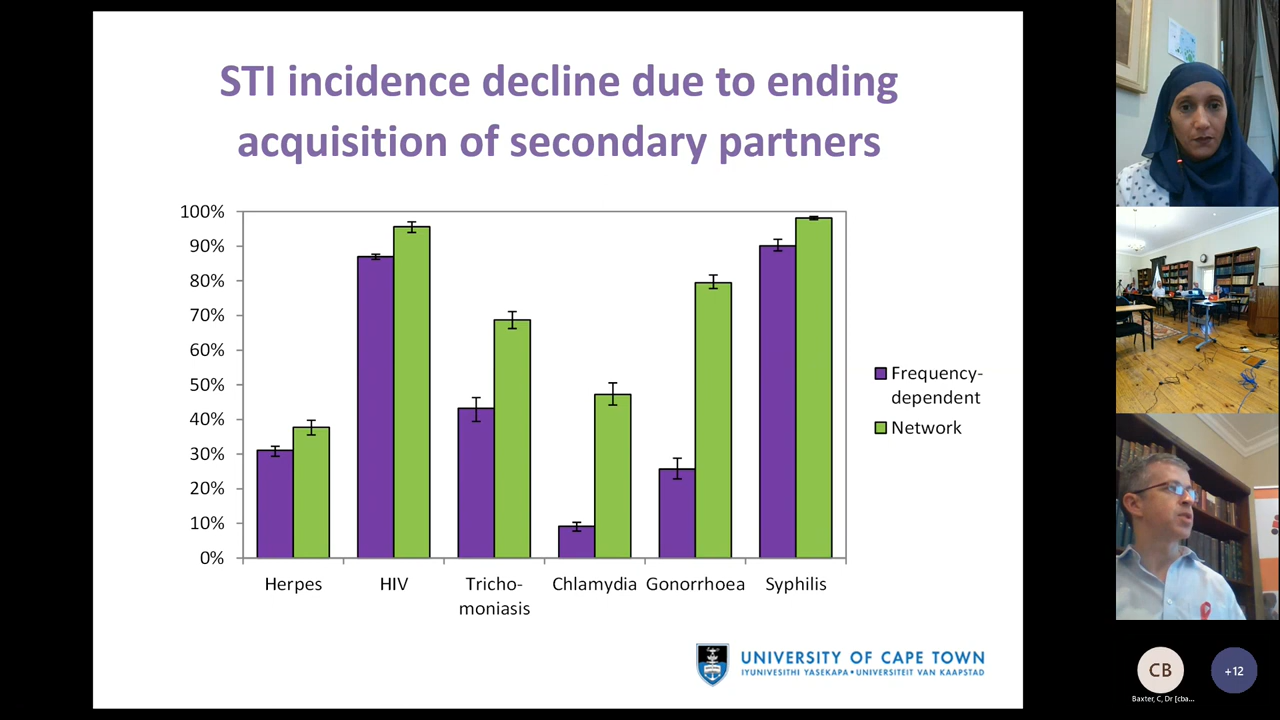 STI incidence decline due to ending
acquisition of secondary partners
100%
90%
80%
70%
60%
50%
40%
30%
20%
10%
0%
Herpes
HIV
Tricho-
moniasis
Chlamydia
Gonorrhoea
Syphilis
Frequency-
dependent
Network
UNIVERSITY OF CAPE TOWN
IYUNIVESITHI YASEKAPA • UNIVERSITEIT VAN KAAPSTAD
CB
+12
Baxter, C, Dr [cba...